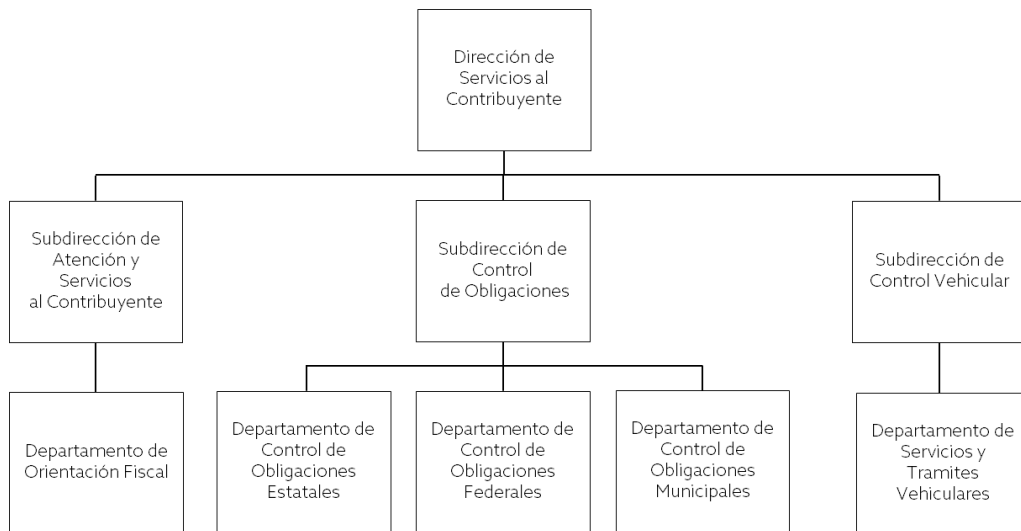 Dirección de
Servicios al
Contribuyente
Subdirección de
Atención y
Servicios
al Contribuyente
Subdirección de
Control
de Obligaciones
Subdirección de
Control Vehicular
Departamento de
Orientación Fiscal
Departamento de
Control de
Obligaciones
Estatales
Departamento de
Control de
Obligaciones
Federales
Departamento de
Control de
Obligaciones
Municipales
Departamento de
Servicios y
Tramites
Vehiculares